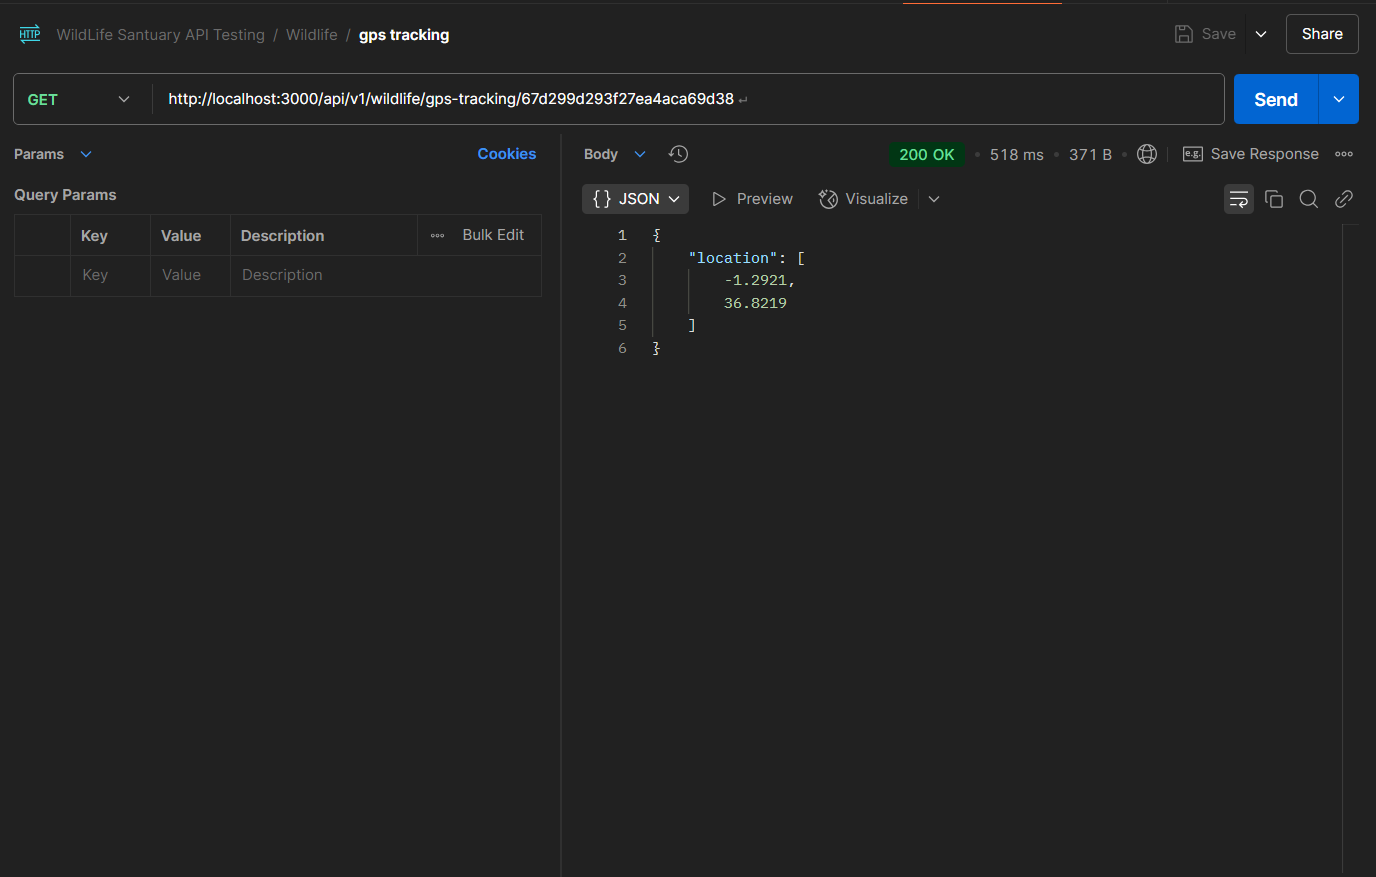 HTTP WildLife Santuary API Testing / Wildlife / gps tracking Save Share
GET http://localhost:3000/api/v1/wildlife/gps-tracking/67d299d293f27ea4aca69d38 Send
Params Cookies
Query Params
Key Value Description Bulk Edit
Key Value Description
Body 200 OK • 518 ms • 371 B • e.g. Save Response
{} JSON Preview Visualize
1 {
2 "location": [
3 -1.2921,
4 36.8219
5 ]
6 }